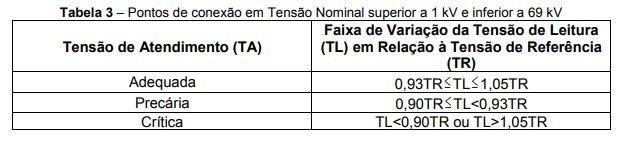 Tabela 3 – Pontos de conexão em Tensão Nominal superior a 1 kV e inferior a 69 kV
Tensão de Atendimento (TA)
Faixa de Variação da Tensão de Leitura
(TL) em Relação à Tensão de Referência
(TR)
Adequada
0,93TR≤TL≤1,05TR
Precária
0,90TR≤TL<0,93TR
Crítica
TL<0,90TR ou TL>1,05TR